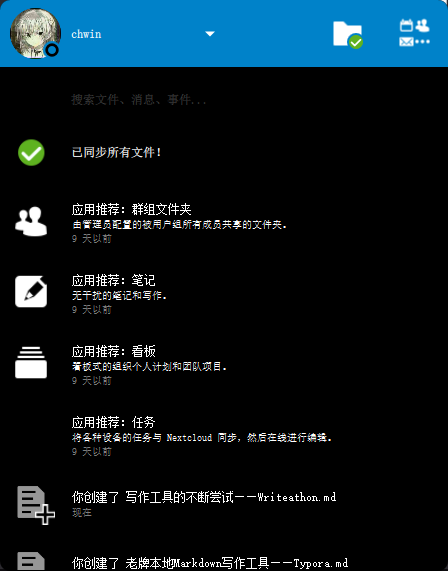 chwin
搜索文件、消息、事件...
已同步所有文件!
应用推荐: 群组文件夹
由管理员配置的被用户组所有成员共享的文件夹。
9 天以前
应用推荐: 笔记
无干扰的笔记和写作。
9 天以前
应用推荐: 看板
看板式的组织个人计划和团队项目。
9 天以前
应用推荐: 任务
将各种设备的任务与 Nextcloud 同步，然后在线进行编辑。
9 天以前
你创建了 写作工具的不断尝试——Writeathon.md
现在
你创建了 老牌本地Markdown写作工具——Typora.md